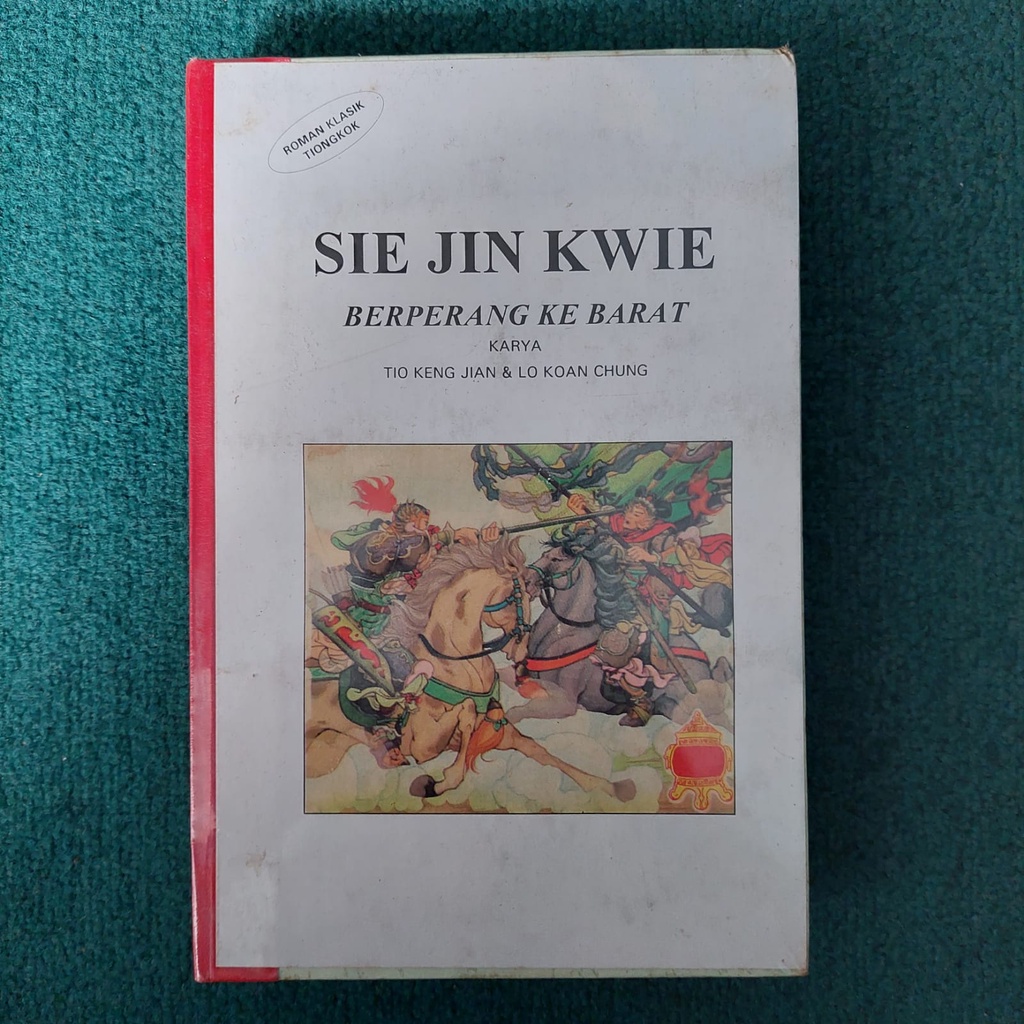 ROMAN KLASIK
TIONGKOK
SIE JIN KWIE
BERPERANG KE BARAT
KARYA
TIO KENG JIAN & LO KOAN CHUNG